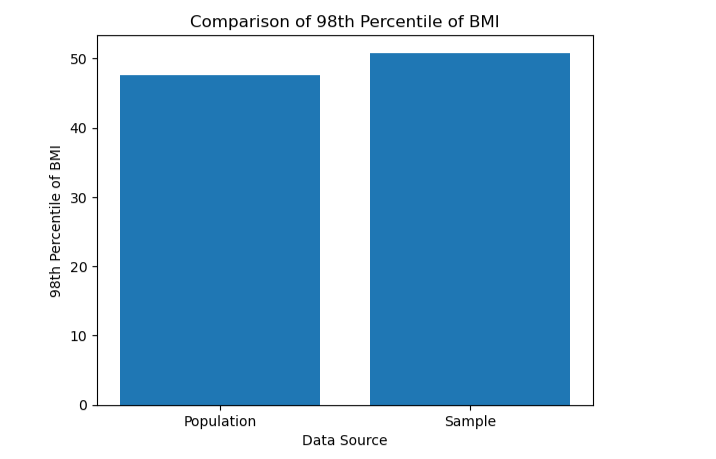 Comparison of 98th Percentile of BMI
50
40
30
20
10
0
98th Percentile of BMI
Population
Sample
Data Source